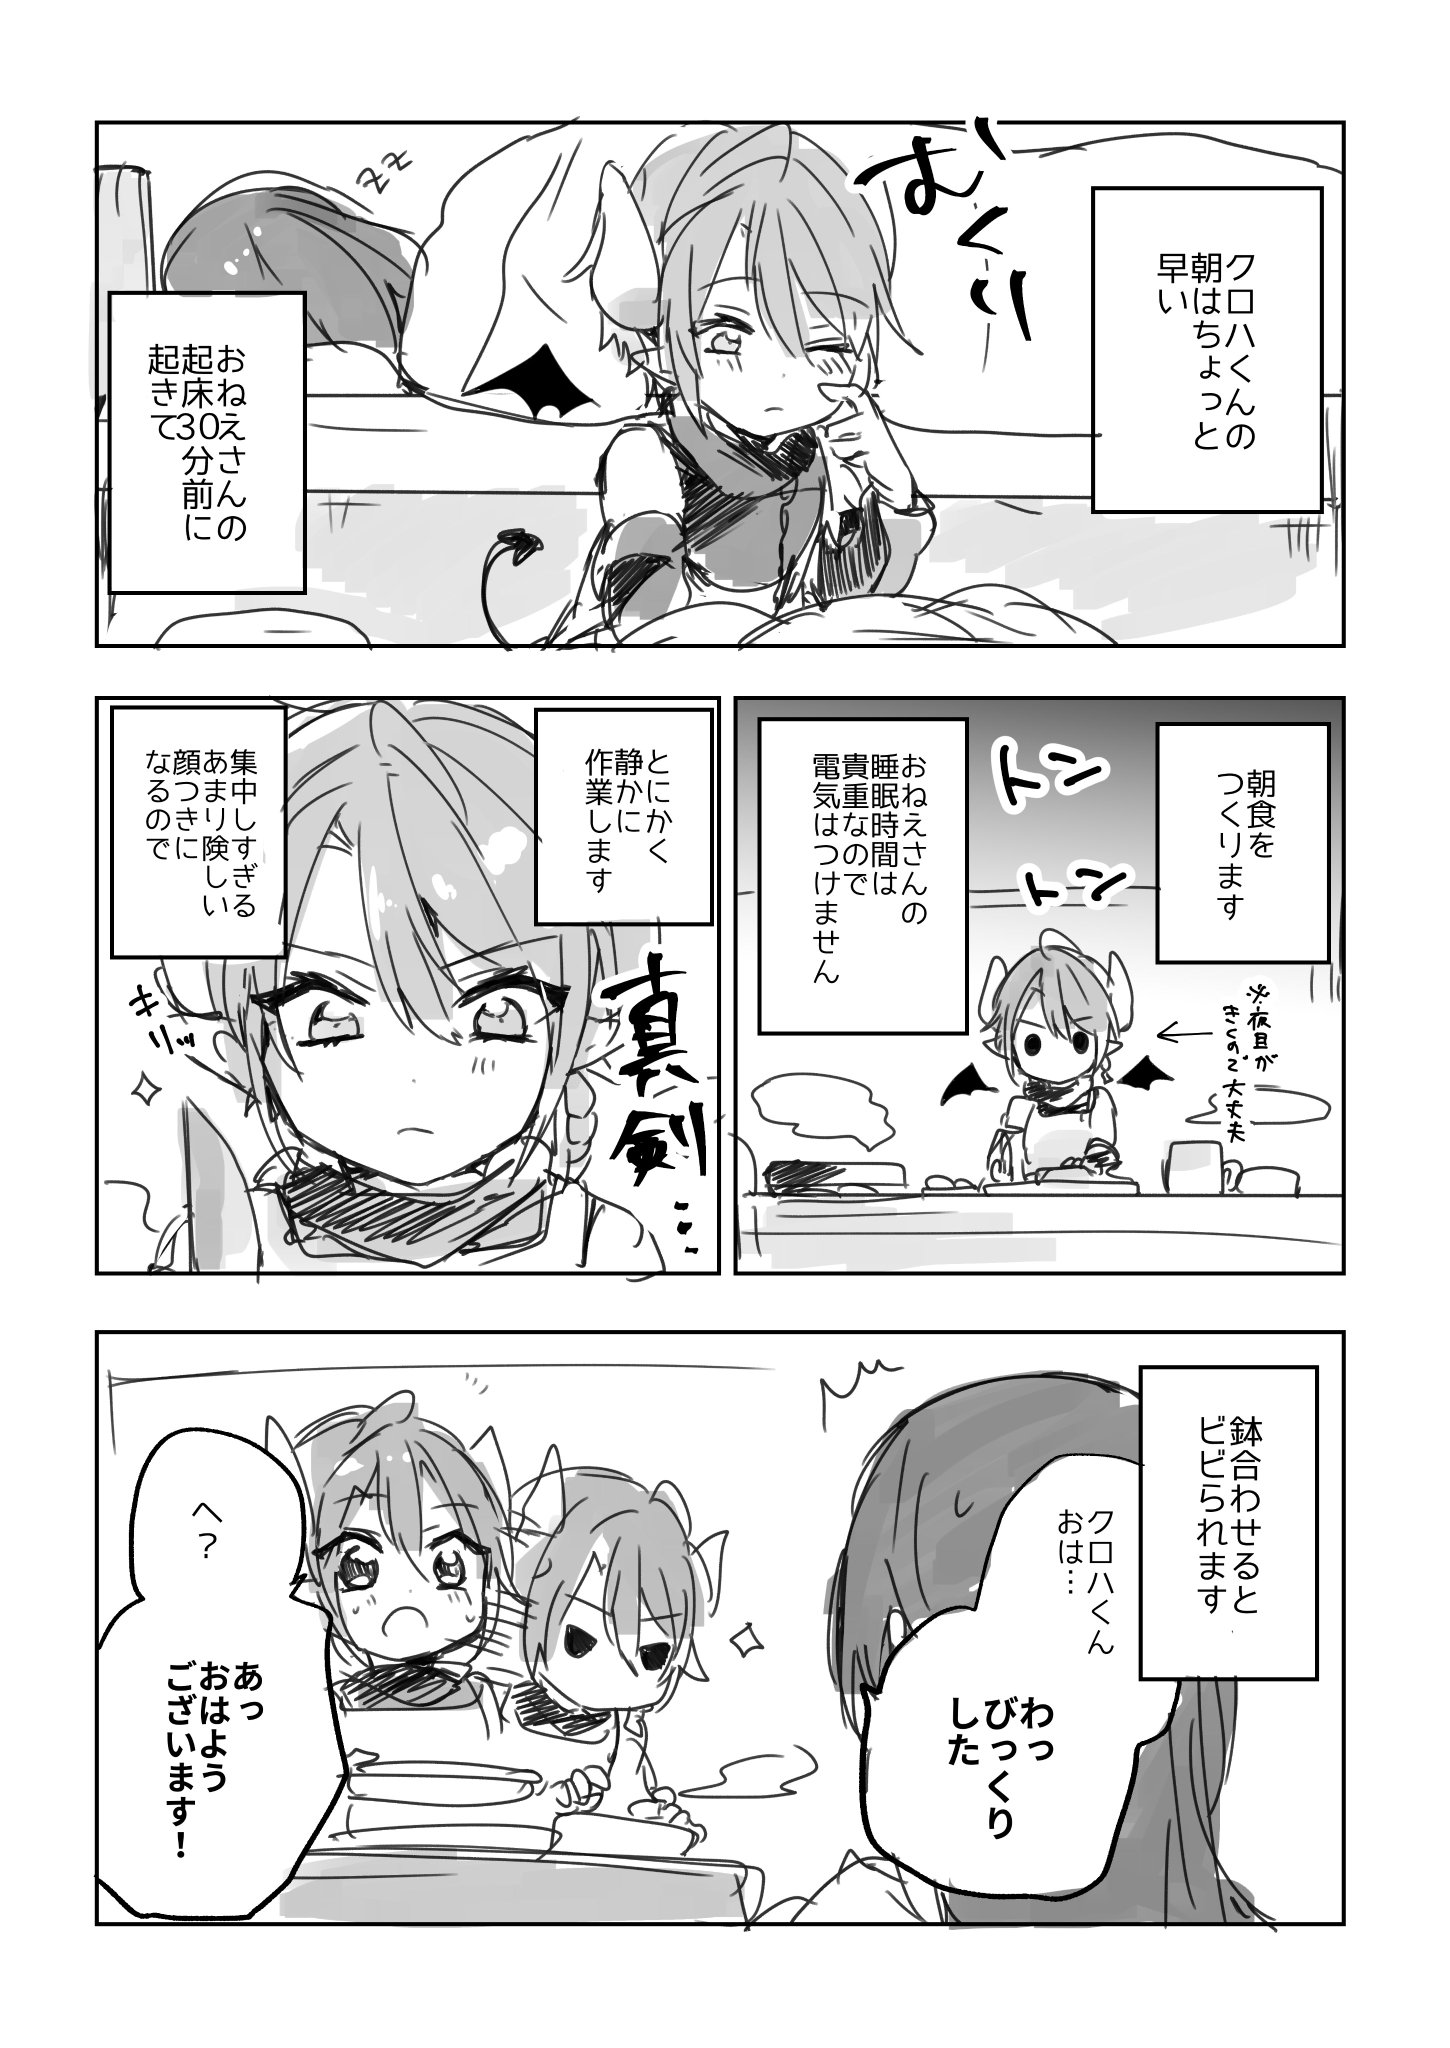 むくり
クロハくんの
朝はちょっと
早い
zz
おねえさんの
起床30分前に
起きて
朝食を
つくります
トン
トン
※夜目が
きくので大丈夫
おねえさんの
睡眠時間は
貴重なので
電気はつけません
とにかく
静かに
作業します
真剣…
集中しすぎる
あまり険しい
顔つきに
なるので
キリッ
鉢合わせると
ビビられます
クロハくん
おは…
わっ
びっくり
した
へ？
あっ
おはよう
ございます！